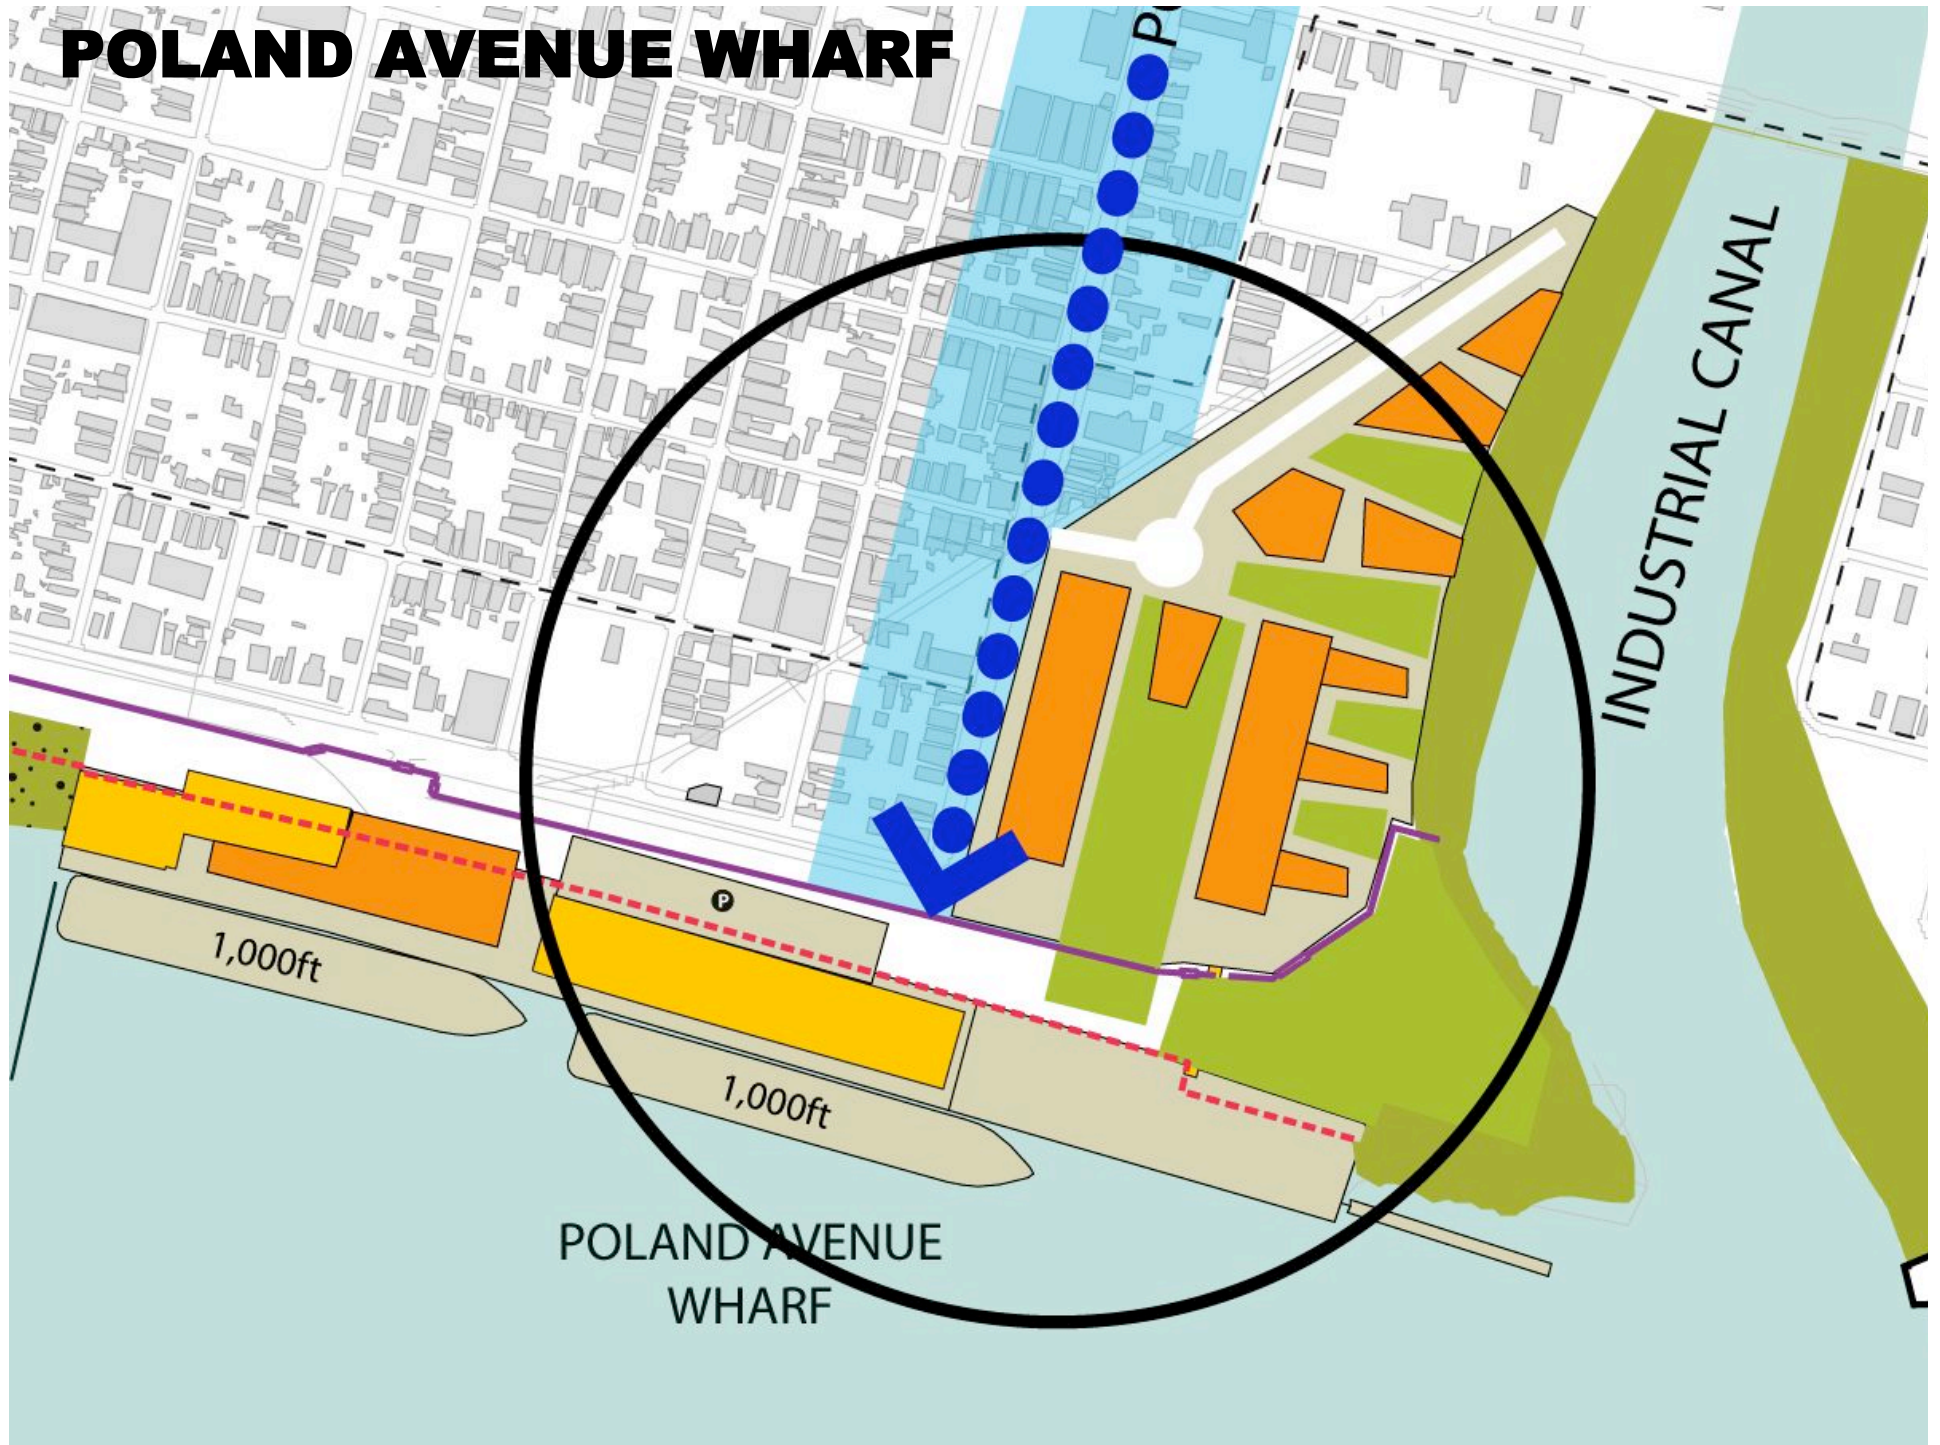 POLAND AVENUE WHARF
INDUSTRIAL CANAL
P
1,000ft
1,000ft
POLAND AVENUE
WHARF